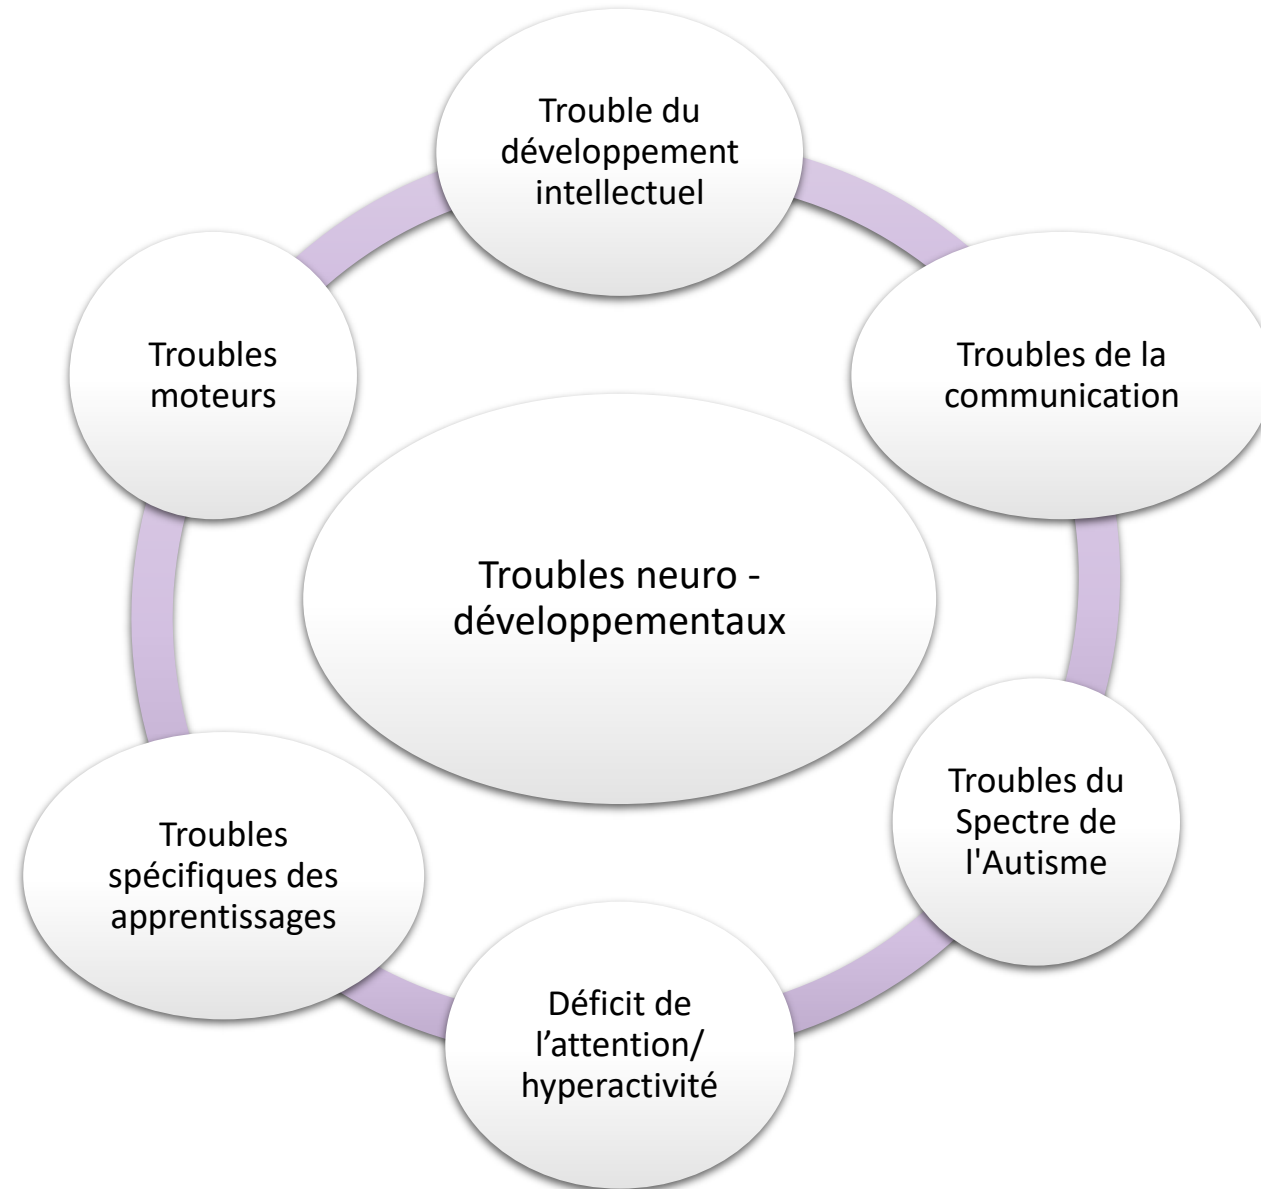 Trouble du
développement
intellectuel
Troubles de la
communication
Troubles du
Spectre de
l'Autisme
Déficit de
l’attention/
hyperactivité
Troubles
spécifiques des
apprentissages
Troubles
moteurs
Troubles neuro -
développementaux